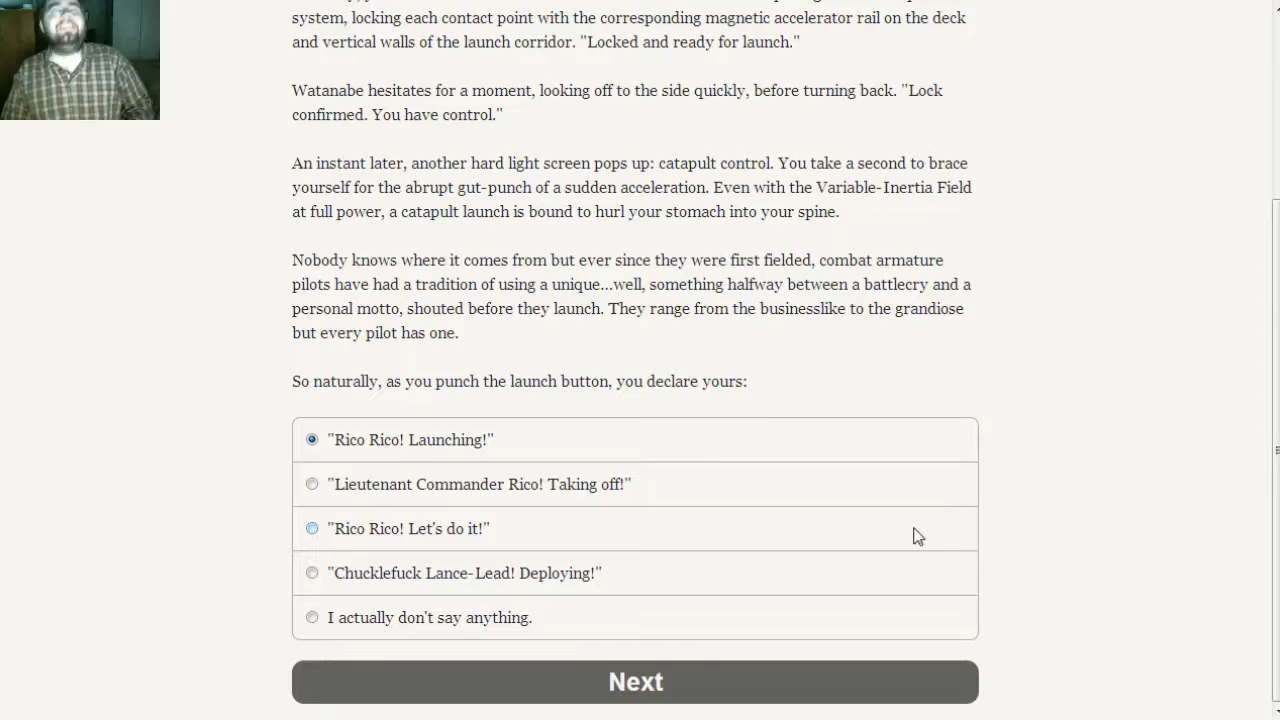 system, locking each contact point with the corresponding magnetic accelerator rail on the deck
and vertical walls of the launch corridor. "Locked and ready for launch."
Watanabe hesitates for a moment, looking off to the side quickly, before turning back. "Lock
confirmed. You have control."
An instant later, another hard light screen pops up: catapult control. You take a second to brace
yourself for the abrupt gut-punch of a sudden acceleration. Even with the Variable-Inertia Field
at full power, a catapult launch is bound to hurl your stomach into your spine.
Nobody knows where it comes from but ever since they were first fielded, combat armature
pilots have had a tradition of using a unique...well, something halfway between a battlecry and a
personal motto, shouted before they launch. They range from the businesslike to the grandiose
but every pilot has one.
So naturally, as you punch the launch button, you declare yours:
"Rico Rico! Launching!"
"Lieutenant Commander Rico! Taking off!"
"Rico Rico! Let's do it!"
"Chucklefuck Lance-Lead! Deploying!"
I actually don't say anything.
Next